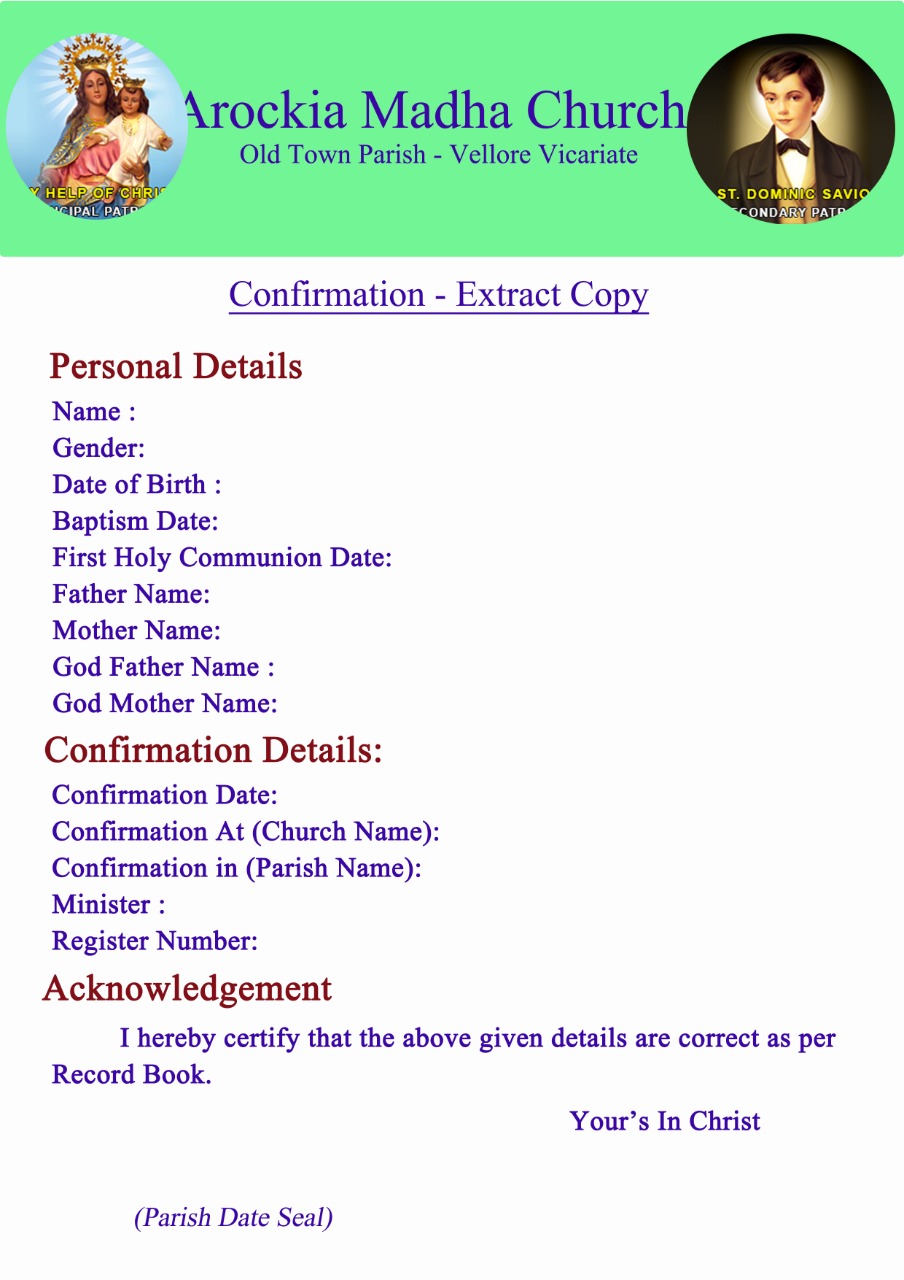 Arockia Madha Church
Old Town Parish - Vellore Vicariate
Y HELP OF CHRIS
CIPAL PATR
ST. DOMINIC SAVIO
CONDARY PATR
Confirmation - Extract Copy
Personal Details
Name :
Gender:
Date of Birth :
Baptism Date:
First Holy Communion Date:
Father Name:
Mother Name:
God Father Name :
God Mother Name:
Confirmation Details:
Confirmation Date:
Confirmation At (Church Name):
Confirmation in (Parish Name):
Minister :
Register Number:
Acknowledgement
I hereby certify that the above given details are correct as per
Record Book.
Your’s In Christ
(Parish Date Seal)